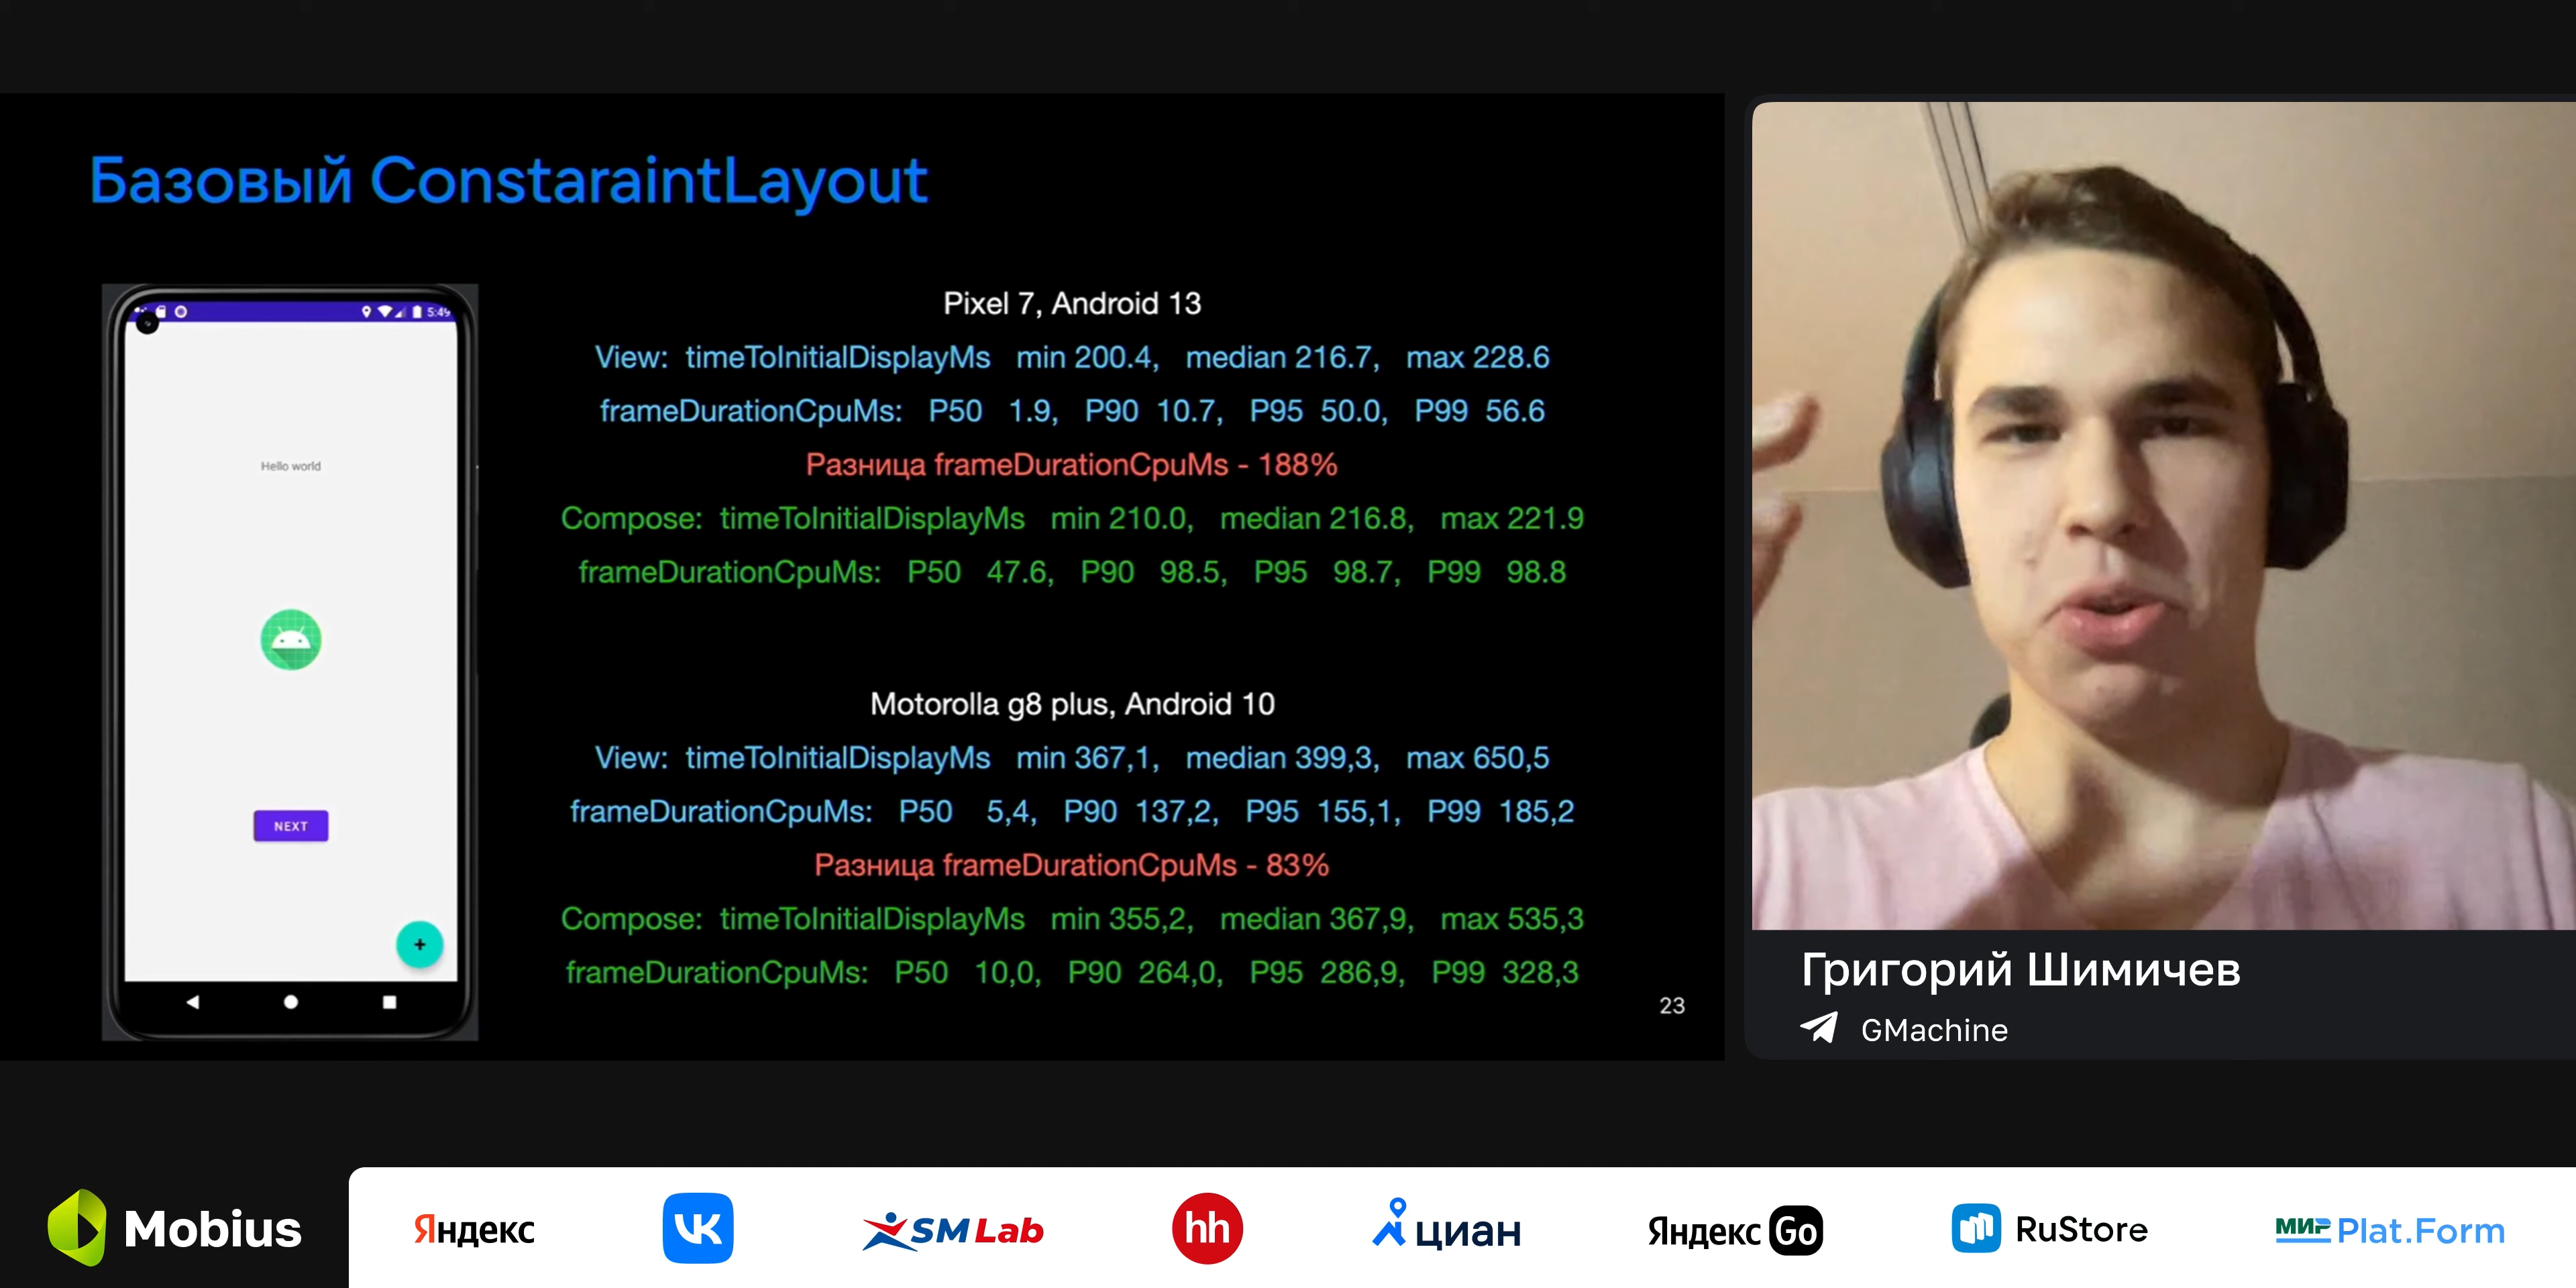 Базовый ConstaraintLayout
5:49
Hello world
NEXT
Pixel 7, Android 13
View: timeToInitialDisplayMs min 200.4, median 216.7, max 228.6
frameDurationCpuMs: P50 1.9, P90 10.7, P95 50.0, P99 56.6
Разница frameDurationCpuMs - 188%
Compose: timeToInitialDisplayMs min 210.0, median 216.8, max 221.9
frameDurationCpuMs: P50 47.6, P90 98.5, P95 98.7, P99 98.8
Motorolla g8 plus, Android 10
View: timeToInitialDisplayMs min 367,1, median 399,3, max 650,5
frameDurationCpuMs: P50 5,4, P90 137,2, P95 155,1, P99 185,2
Разница frameDurationCpuMs - 83%
Compose: timeToInitialDisplayMs min 355,2, median 367,9, max 535,3
frameDurationCpuMs: P50 10,0, P90 264,0, P95 286,9, P99 328,3
23
Григорий Шимичев
GMachine
Mobius
Яндекс
VK
SM Lab
hh
циан
Яндекс Go
RuStore
МИР Plat.Form